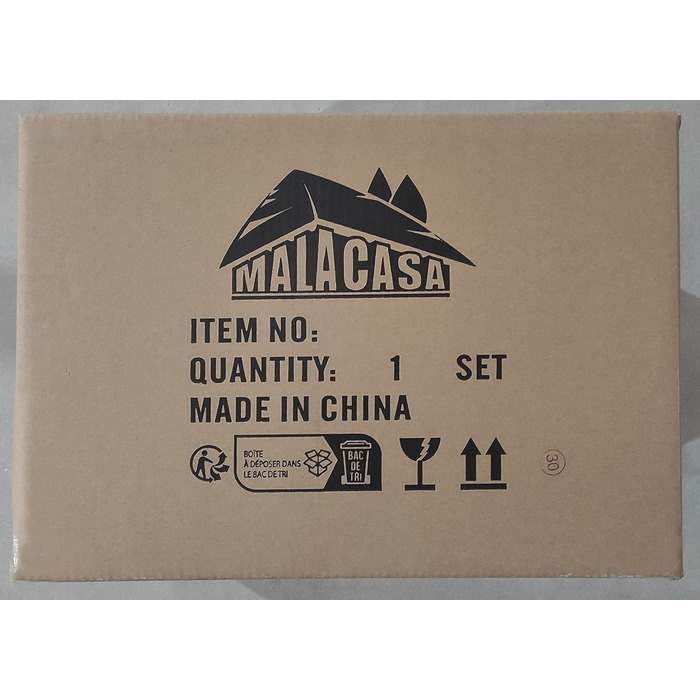 MALACASA
ITEM NO:
QUANTITY: 1 SET
MADE IN CHINA
BOÎTE
À DÉPOSER DANS
LE BAC DE TRI
BAC
DE
TRI
30